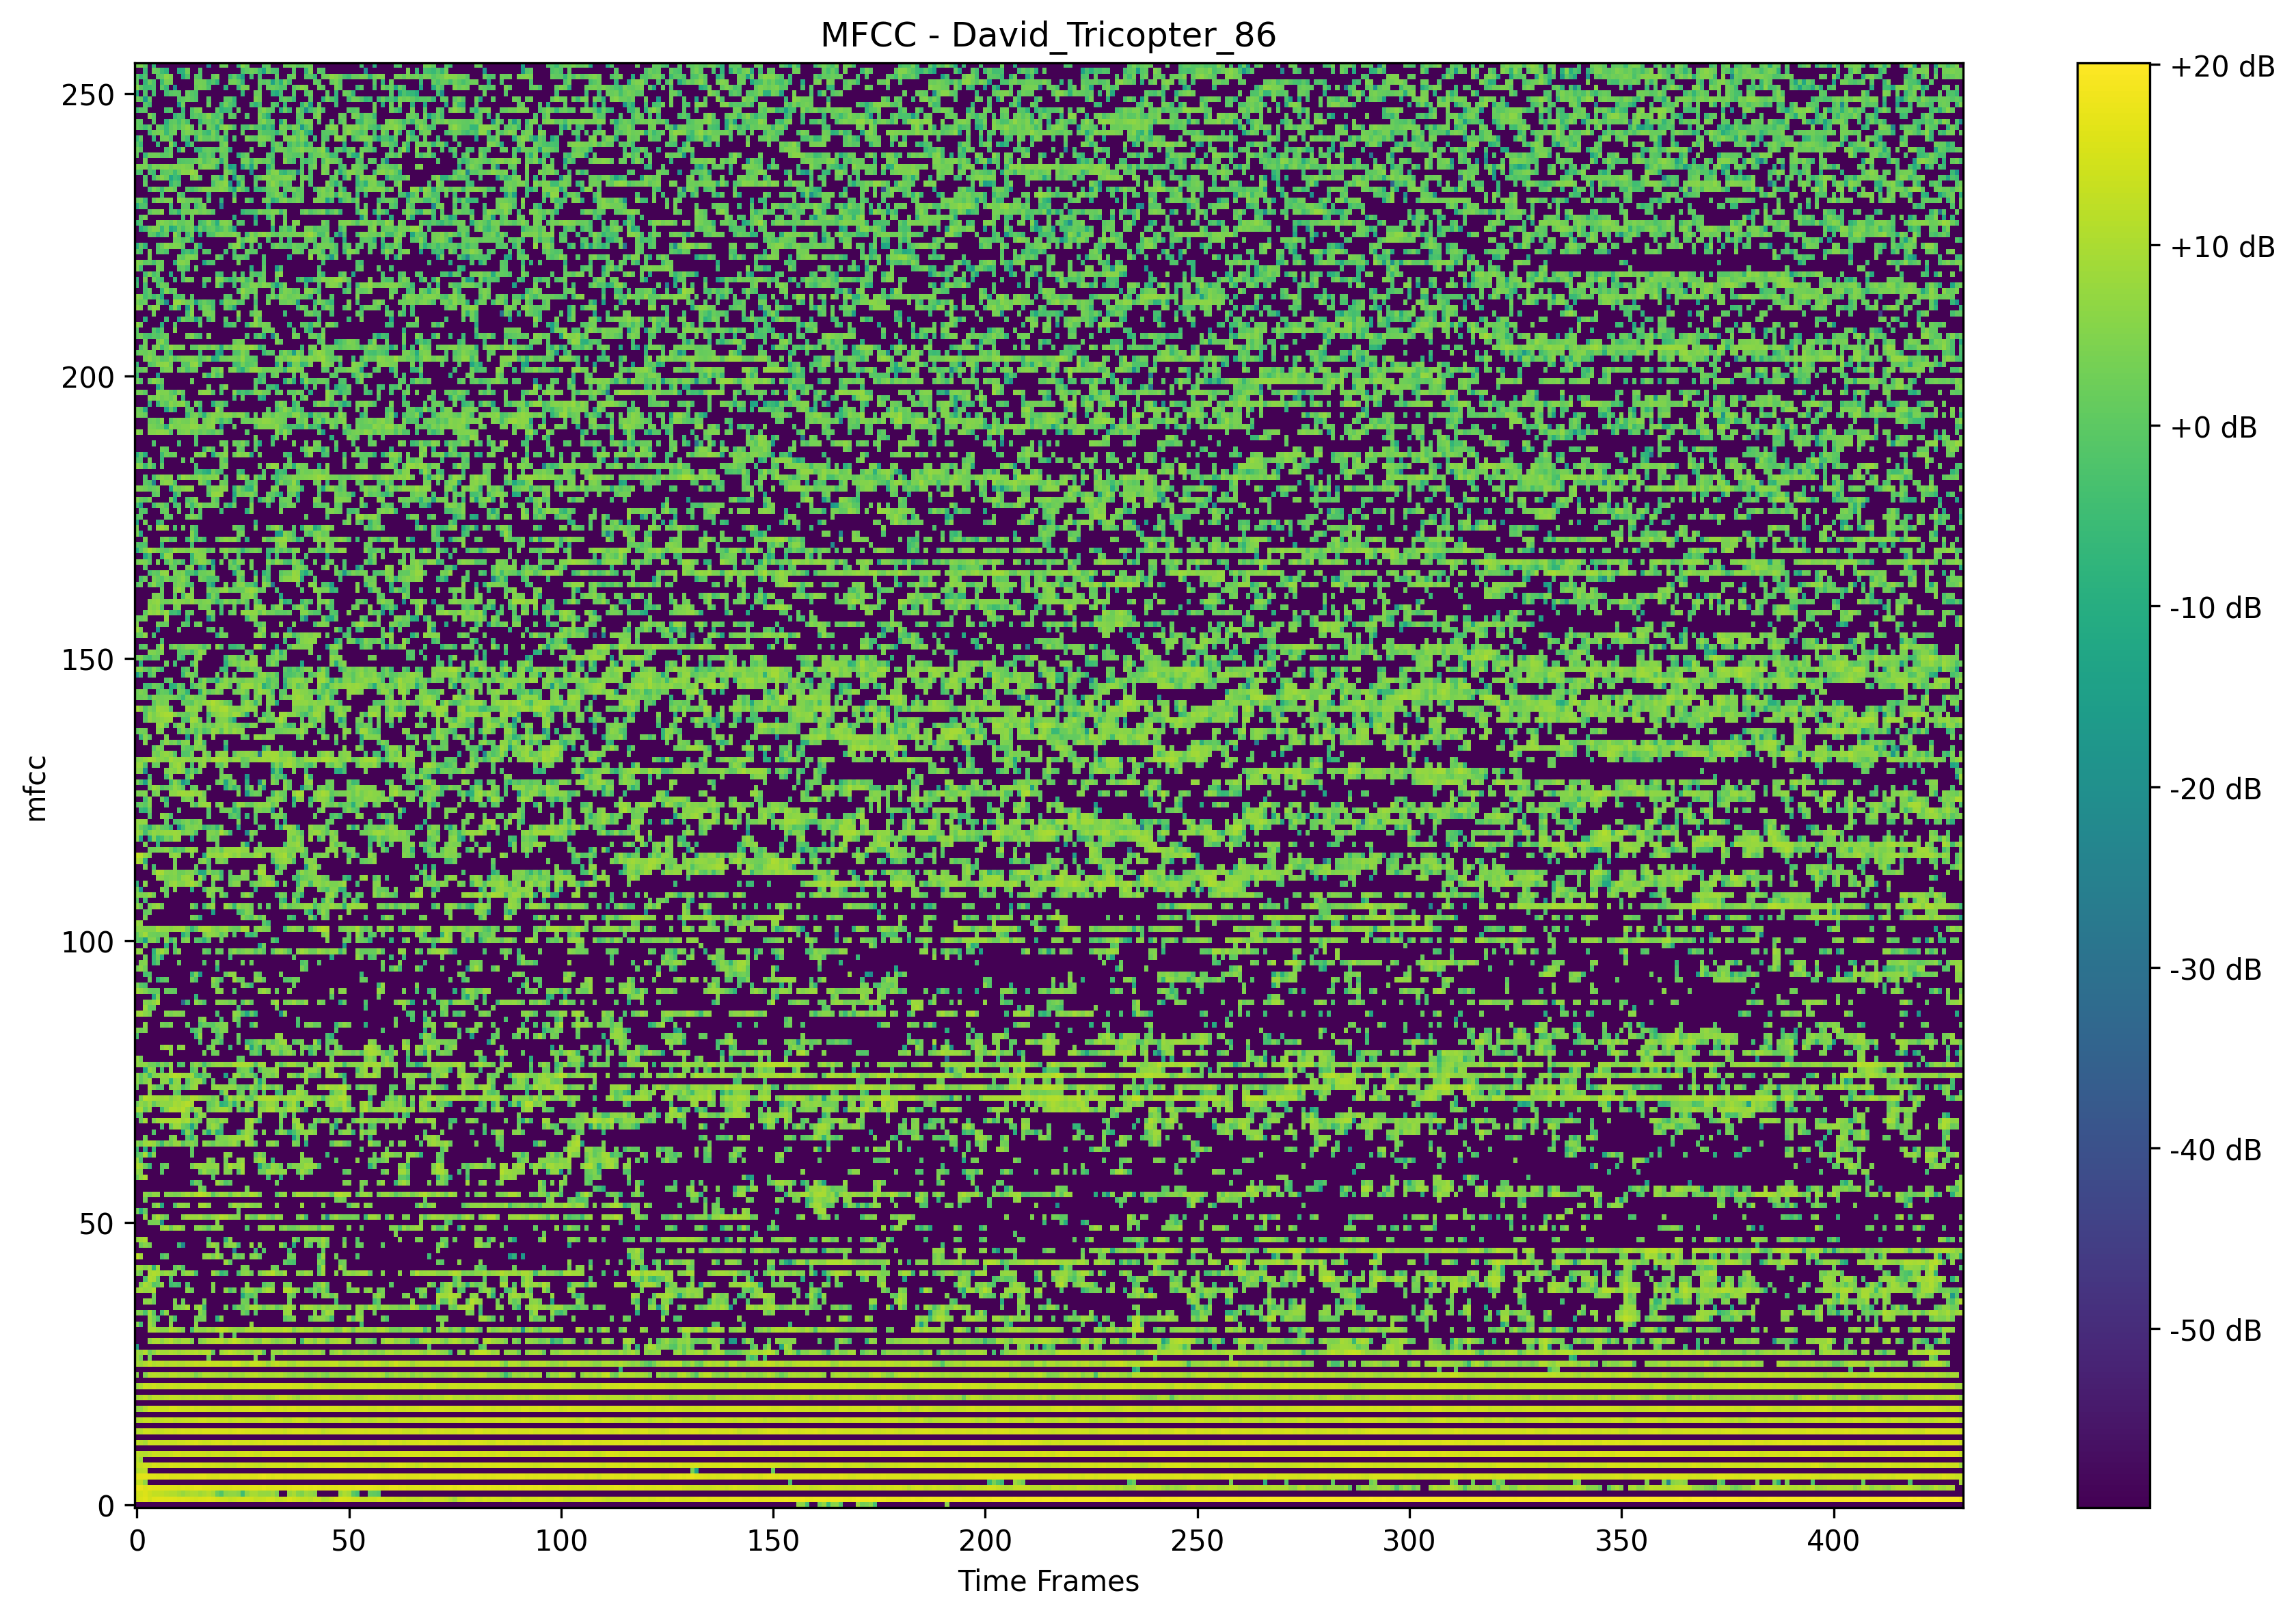 MFCC - David_Tricopter_86
250
200
150
100
50
0
mfcc
0 50 100 150 200 250 300 350 400
Time Frames
+20 dB
+10 dB
+0 dB
-10 dB
-20 dB
-30 dB
-40 dB
-50 dB